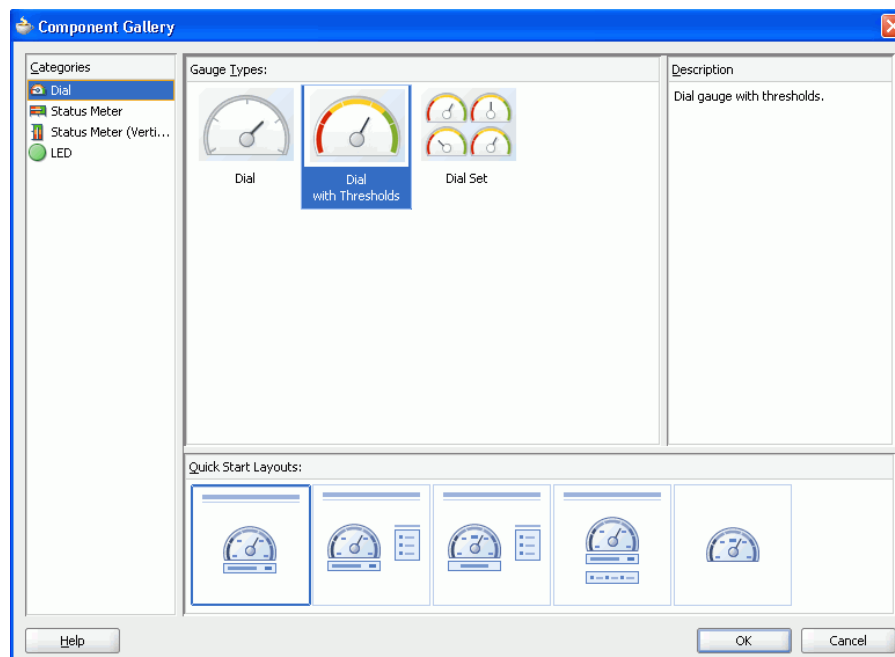 Component Gallery
Categories
Dial
Status Meter
Status Meter (Verti...
LED
Gauge Types:
Dial
Dial
with Thresholds
Dial Set
Description
Dial gauge with thresholds.
Quick Start Layouts:
Help
OK
Cancel